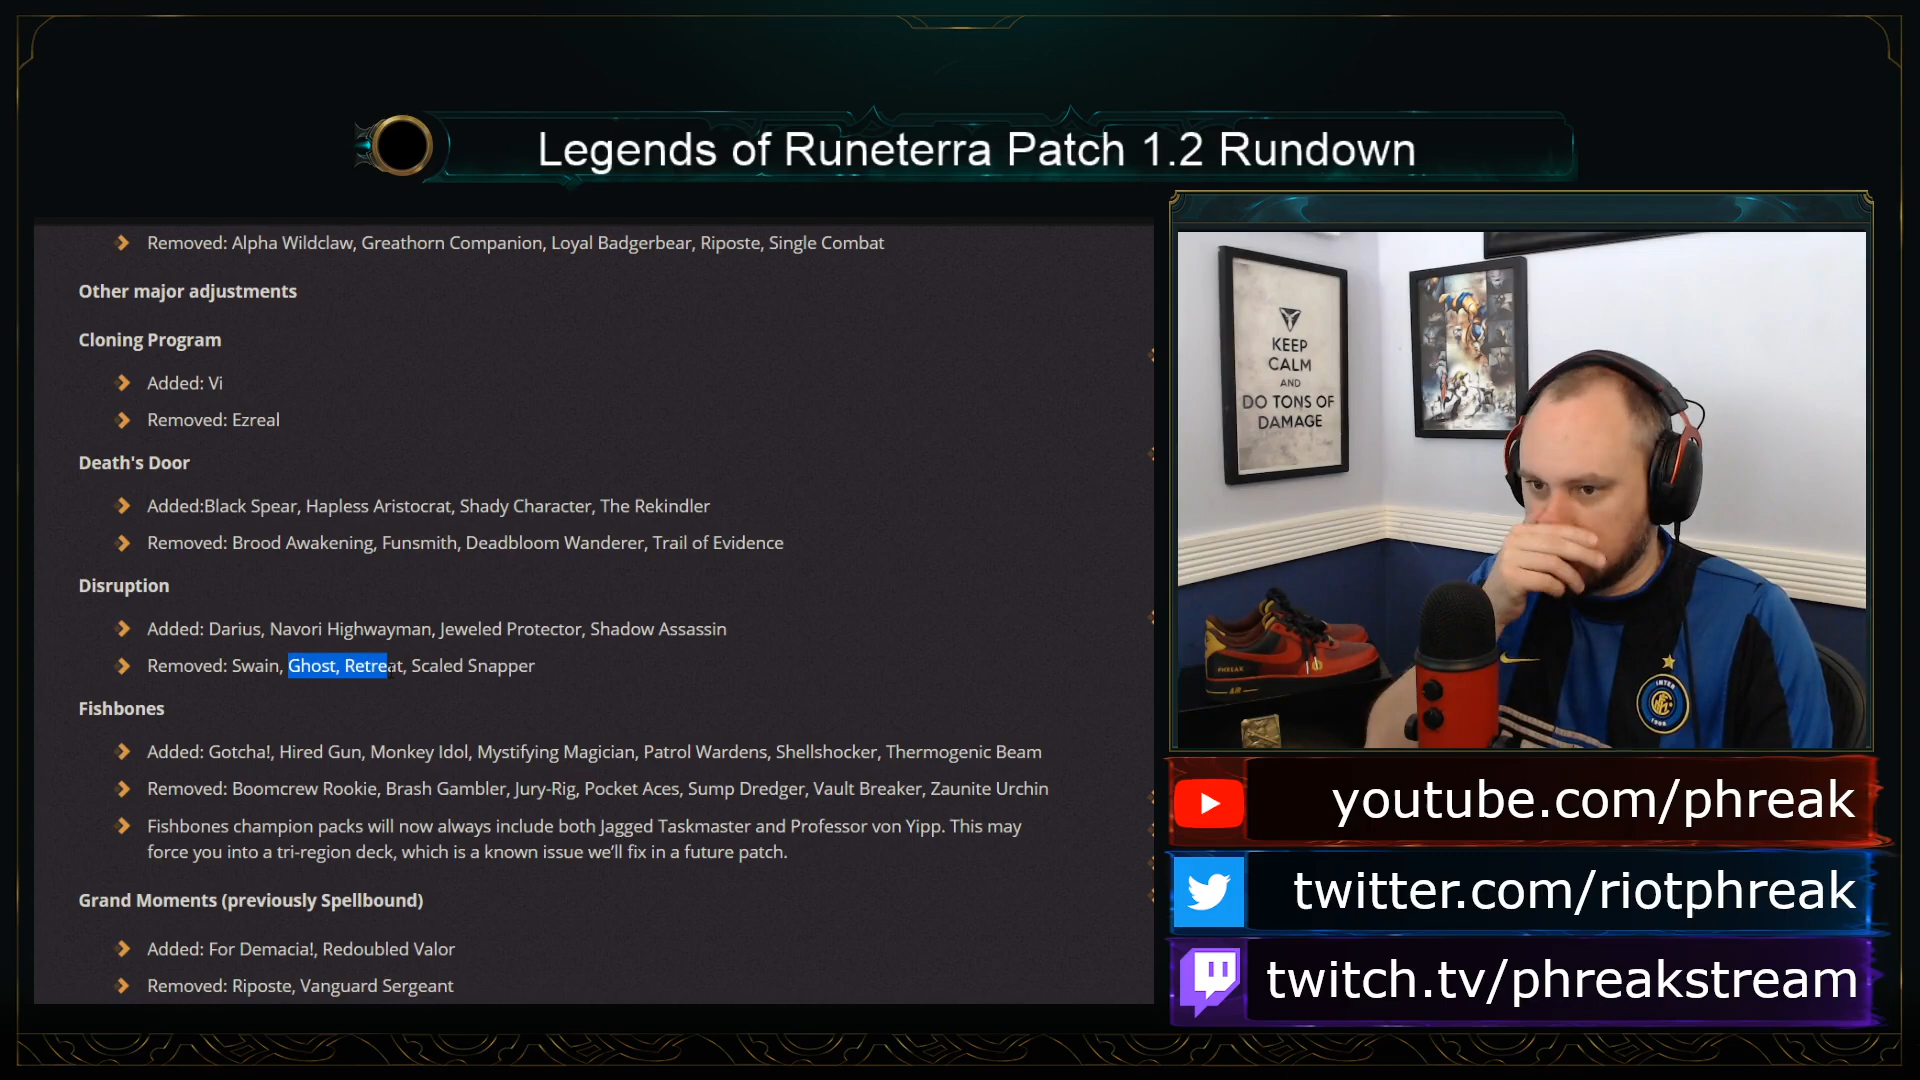 Legends of Runeterra Patch 1.2 Rundown
Removed: Alpha Wildclaw, Greathorn Companion, Loyal Badgerbear, Riposte, Single Combat
Other major adjustments
Cloning Program
Added: Vi
Removed: Ezreal
Death's Door
Added:Black Spear, Hapless Aristocrat, Shady Character, The Rekindler
Removed: Brood Awakening, Funsmith, Deadbloom Wanderer, Trail of Evidence
Disruption
Added: Darius, Navori Highwayman, Jeweled Protector, Shadow Assassin
Removed: Swain, Ghost, Retreat, Scaled Snapper
Fishbones
Added: Gotcha!, Hired Gun, Monkey Idol, Mystifying Magician, Patrol Wardens, Shellshocker, Thermogenic Beam
Removed: Boomcrew Rookie, Brash Gambler, Jury-Rig, Pocket Aces, Sump Dredger, Vault Breaker, Zaunite Urchin
Fishbones champion packs will now always include both Jagged Taskmaster and Professor von Yipp. This may
force you into a tri-region deck, which is a known issue we'll fix in a future patch.
Grand Moments (previously Spellbound)
Added: For Demacia!, Redoubled Valor
Removed: Riposte, Vanguard Sergeant
KEEP
CALM
AND
DO TONS OF
DAMAGE
PHREAK
AIR
INTER
1908
youtube.com/phreak
twitter.com/riotphreak
twitch.tv/phreakstream